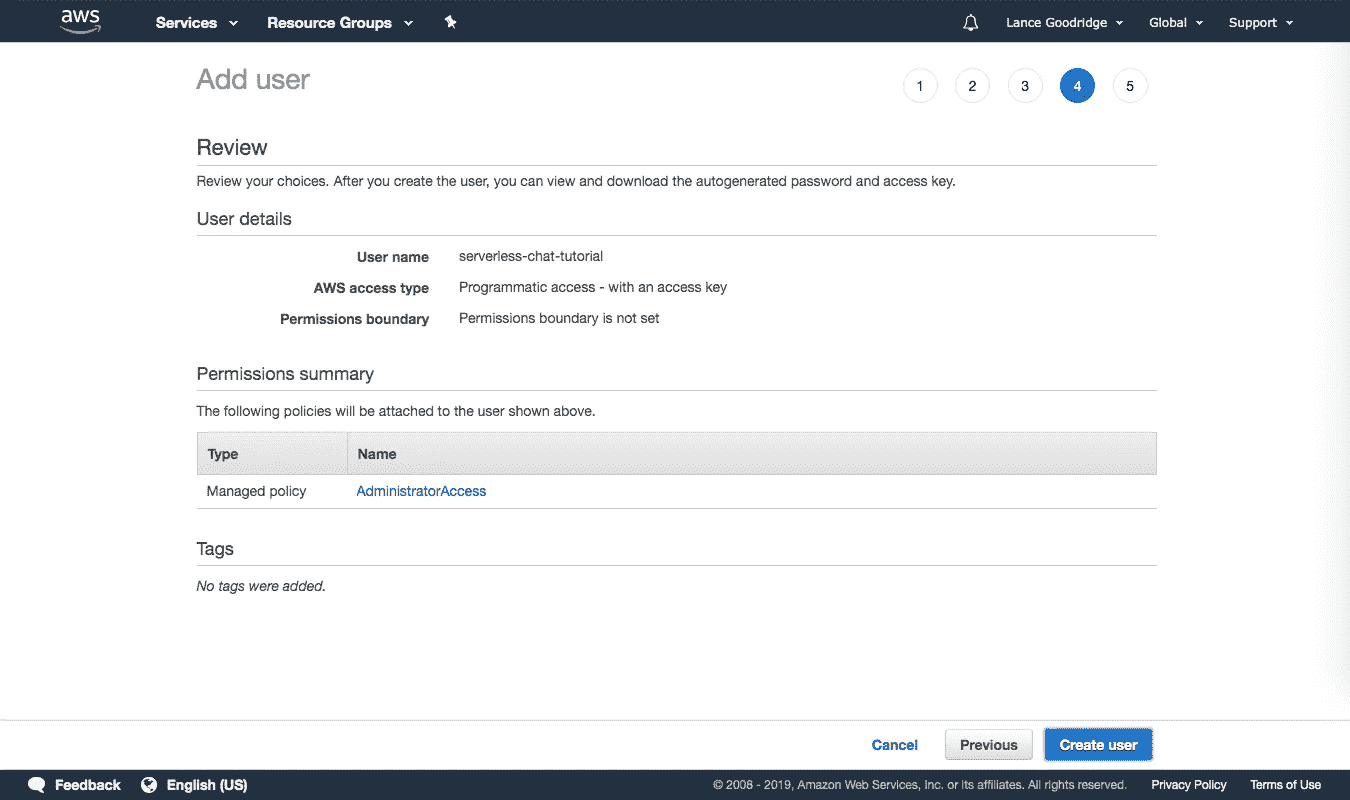 aws Services Resource Groups Lance Goodridge Global Support
Add user 1 2 3 4 5
Review
Review your choices. After you create the user, you can view and download the autogenerated password and access key.
User details
User name serverless-chat-tutorial
AWS access type Programmatic access - with an access key
Permissions boundary Permissions boundary is not set
Permissions summary
The following policies will be attached to the user shown above.
Type Name
Managed policy AdministratorAccess
Tags
No tags were added.
Cancel Previous Create user
Feedback English (US) © 2008 - 2019, Amazon Web Services, Inc. or its affiliates. All rights reserved. Privacy Policy Terms of Use